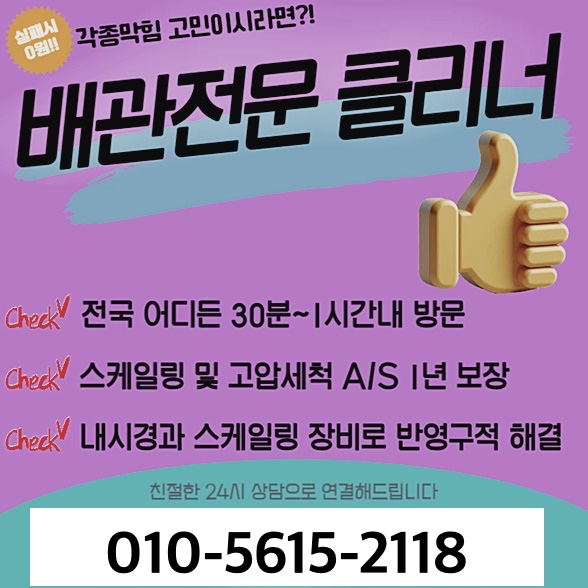 실패시
0원!!
각종막힘 고민이시라면?!
배관전문 클리너
Check V 전국 어디든 30분~1시간내 방문
Check V 스케일링 및 고압세척 A/S 1년 보장
Check V 내시경과 스케일링 장비로 반영구적 해결
친절한 24시 상담으로 연결해드립니다
010-5615-2118